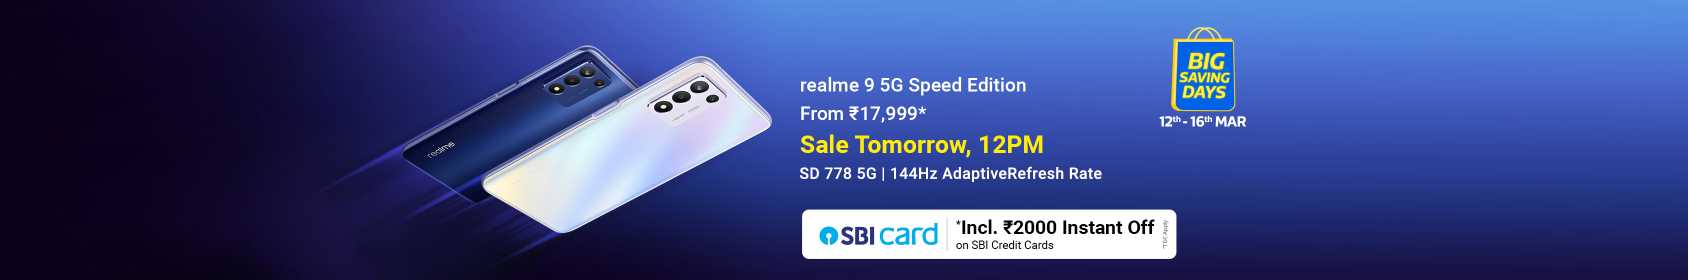 realme
realme 9 5G Speed Edition
From ₹17,999*
Sale Tomorrow, 12PM
SD 778 5G | 144Hz AdaptiveRefresh Rate
SBI card
*Incl. ₹2000 Instant Off
on SBI Credit Cards
*T&C Apply
BIG
SAVING
DAYS
12th - 16th MAR